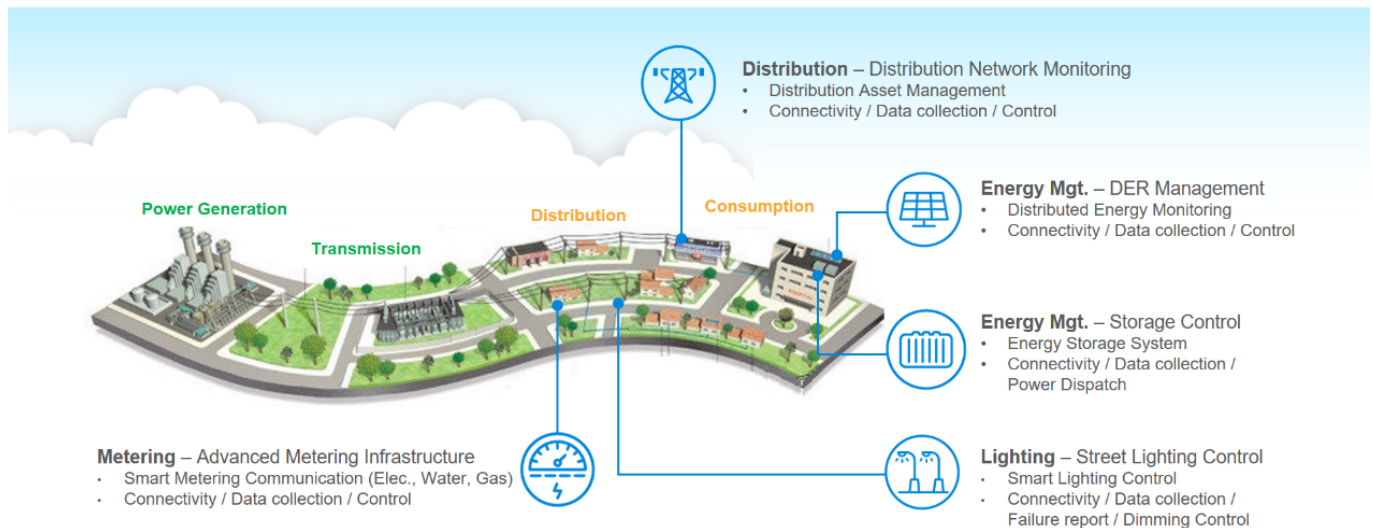 Distribution – Distribution Network Monitoring
• Distribution Asset Management
• Connectivity / Data collection / Control
Energy Mgt. – DER Management
• Distributed Energy Monitoring
• Connectivity / Data collection / Control
Power Generation
Transmission
Distribution
Consumption
Energy Mgt. – Storage Control
• Energy Storage System
• Connectivity / Data collection /
Power Dispatch
Metering – Advanced Metering Infrastructure
• Smart Metering Communication (Elec., Water, Gas)
• Connectivity / Data collection / Control
Lighting – Street Lighting Control
• Smart Lighting Control
• Connectivity / Data collection /
Failure report / Dimming Control